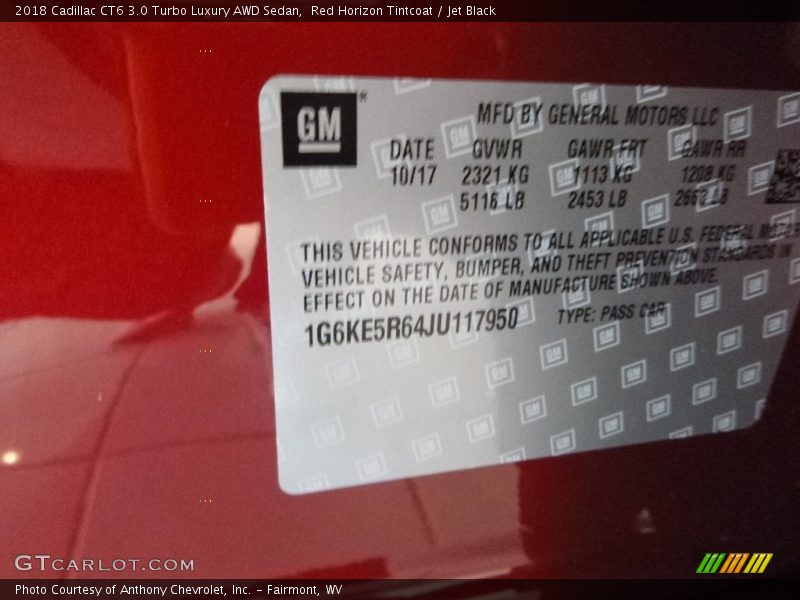 2018 Cadillac CT6 3.0 Turbo Luxury AWD Sedan, Red Horizon Tintcoat / Jet Black
GM
MFD BY GENERAL MOTORS LLC
DATE GVWR GAWR FRT GAWR RR
10/17 2321 KG 1113 KG 1208 KG
5116 LB 2453 LB 2663 LB
THIS VEHICLE CONFORMS TO ALL APPLICABLE U.S. FEDERAL MOTOR
VEHICLE SAFETY, BUMPER, AND THEFT PREVENTION STANDARDS IN
EFFECT ON THE DATE OF MANUFACTURE SHOWN ABOVE.
1G6KE5R64JU117950 TYPE: PASS CAR
GTCARLOT.COM
Photo Courtesy of Anthony Chevrolet, Inc. - Fairmont, WV